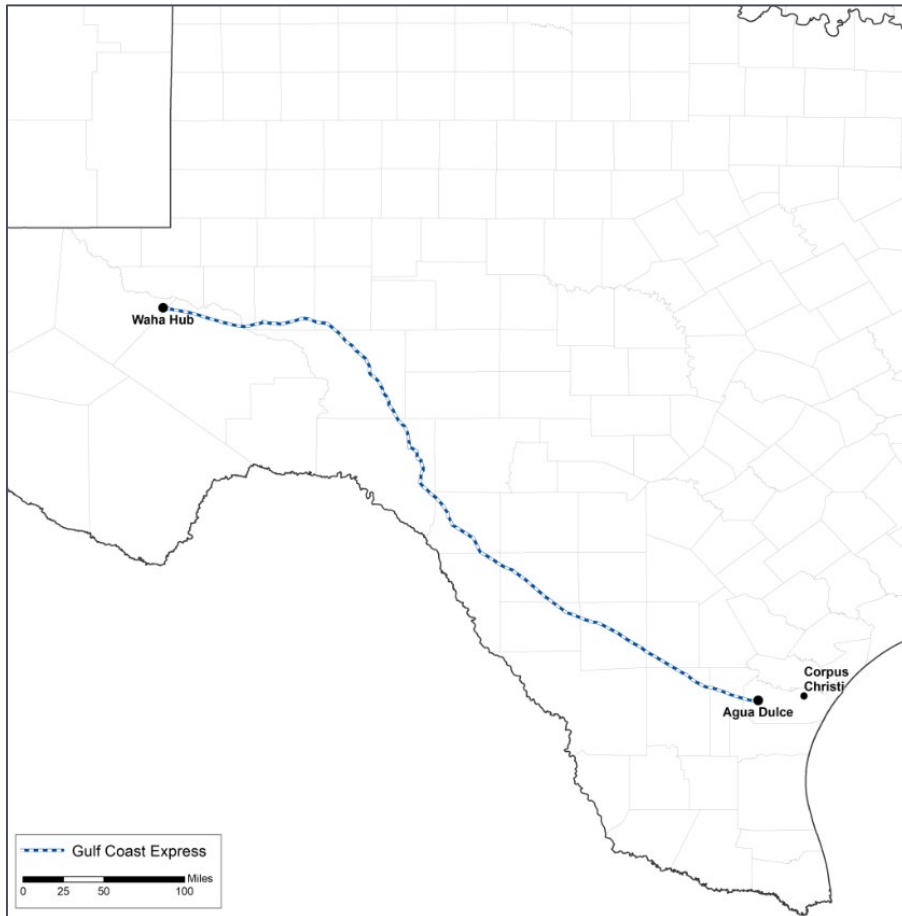 Waha Hub
Corpus
Christi
Agua Dulce
Gulf Coast Express
Miles
0 25 50 100